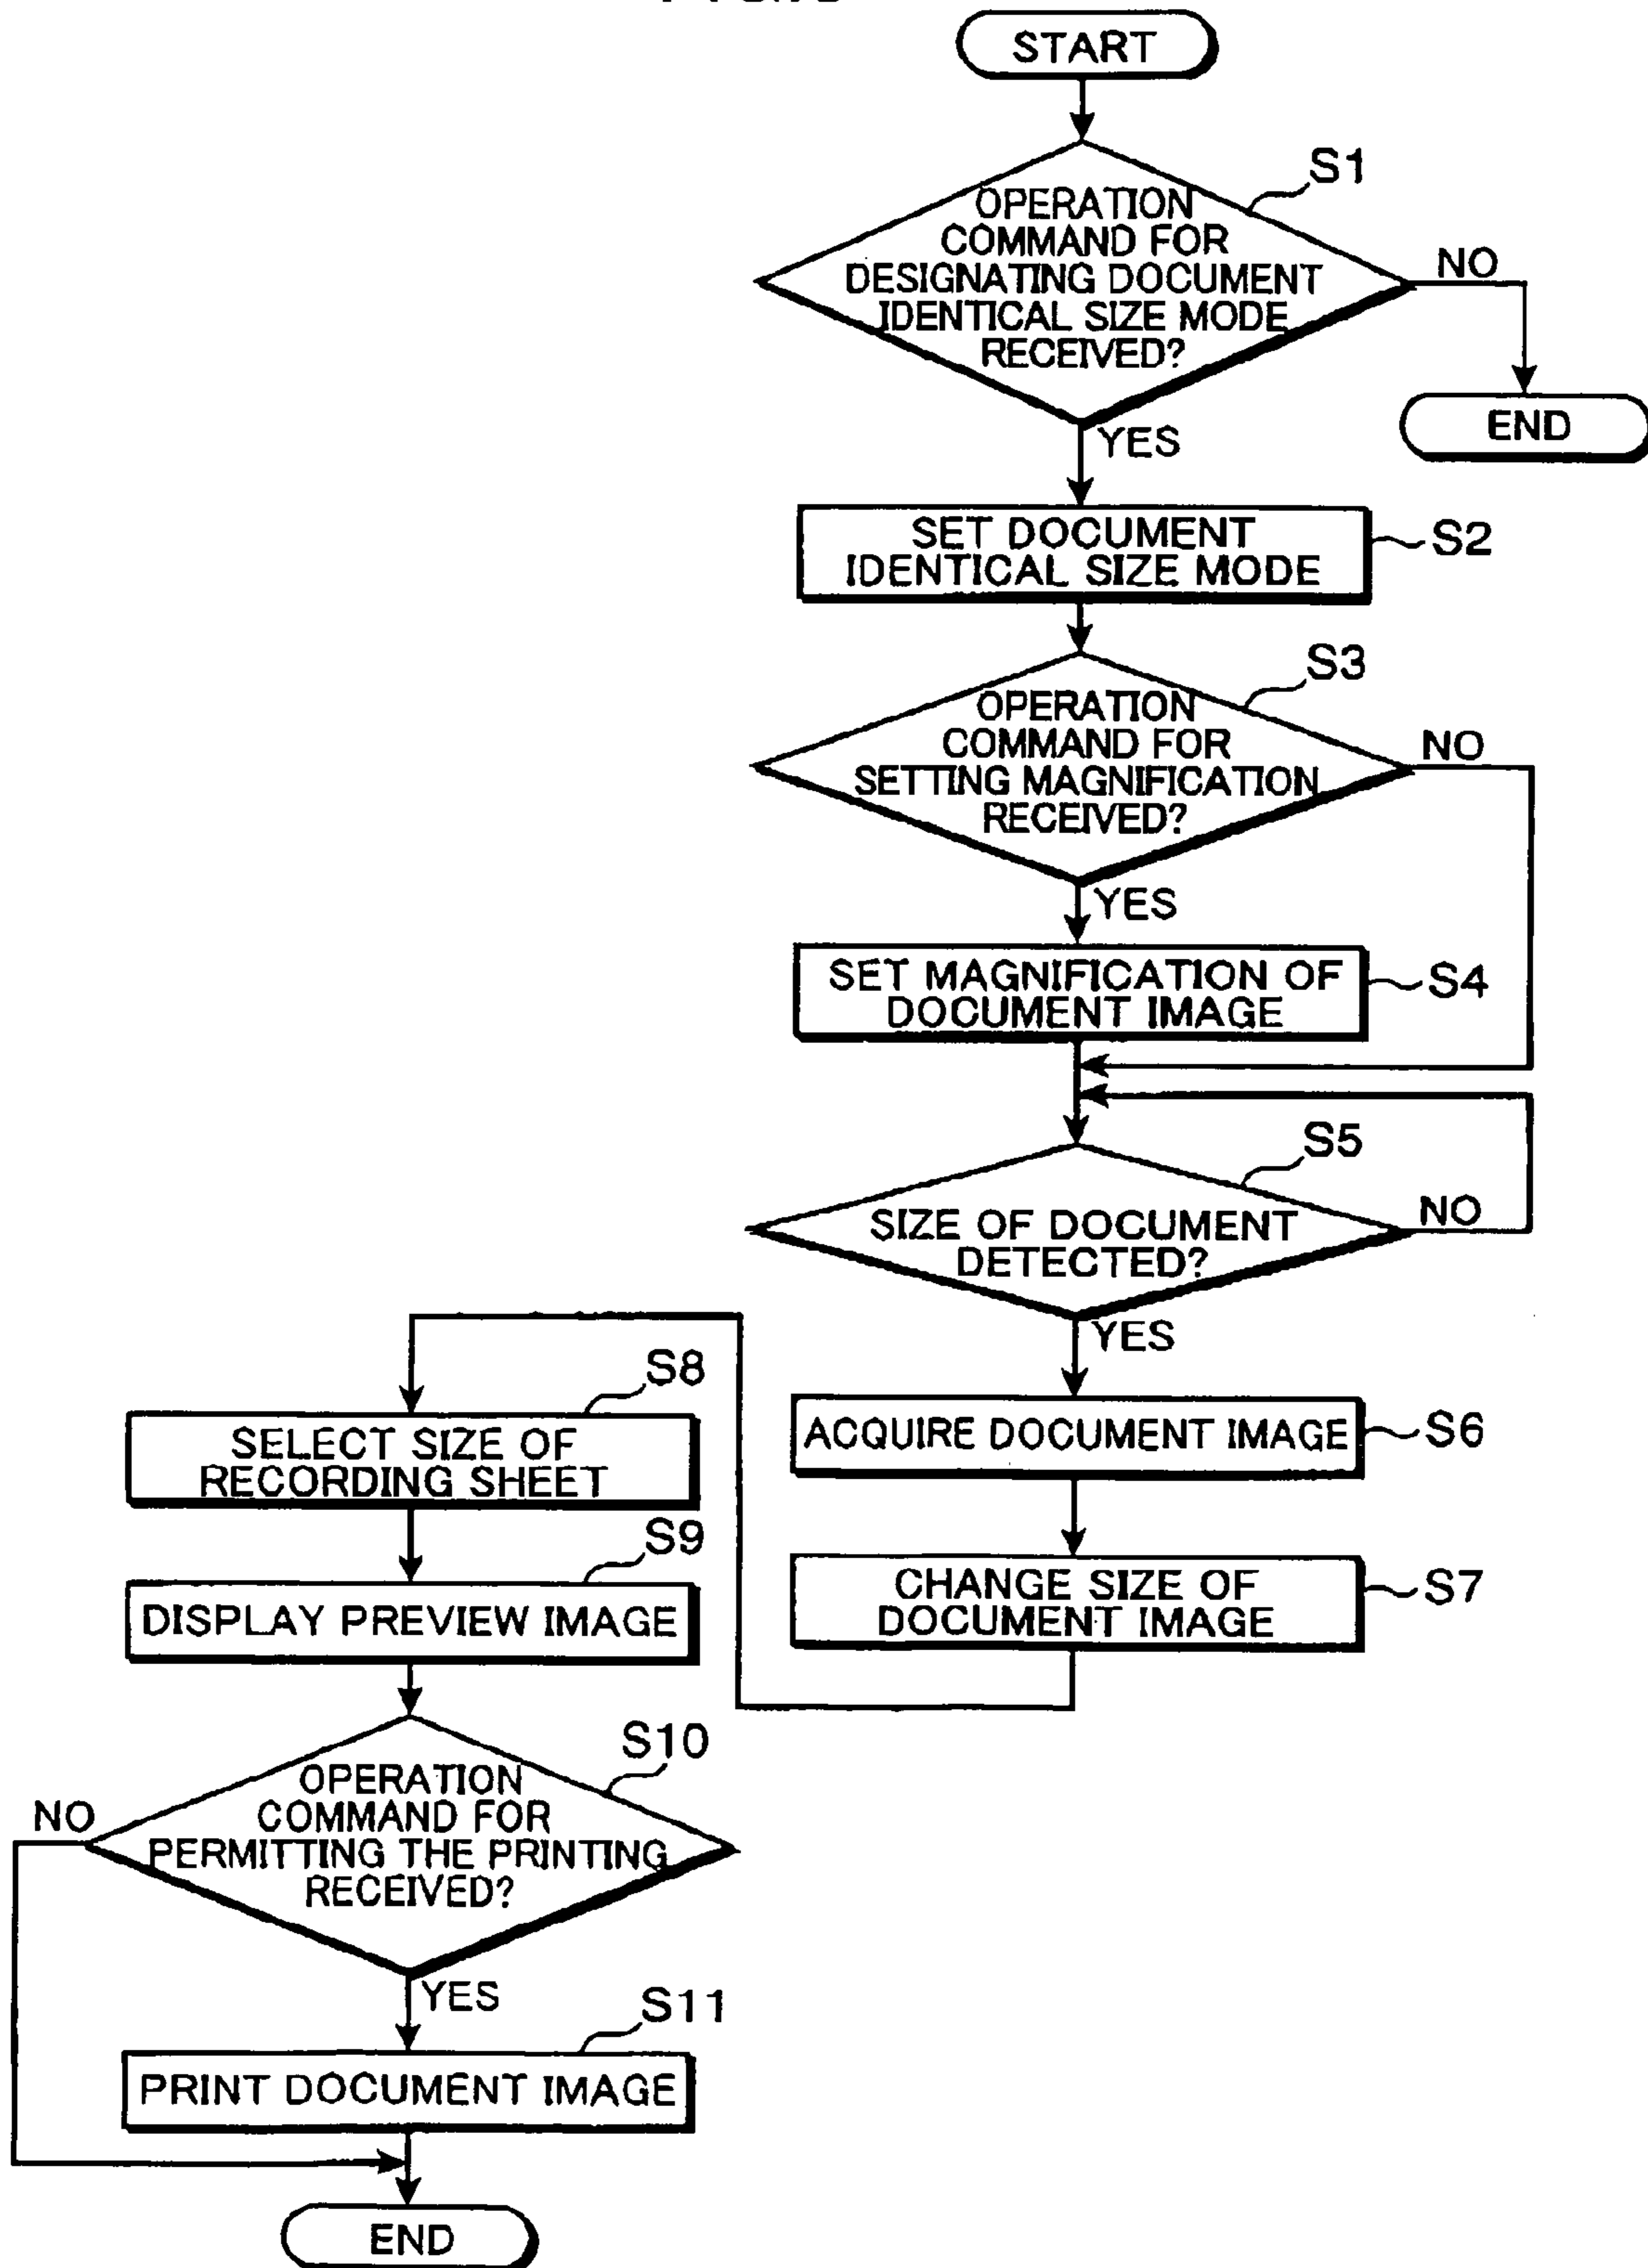 START
S1
OPERATION
COMMAND FOR
DESIGNATING DOCUMENT
IDENTICAL SIZE MODE
RECEIVED?
NO
END
YES
SET DOCUMENT
IDENTICAL SIZE MODE
S2
S3
OPERATION
COMMAND FOR
SETTING MAGNIFICATION
RECEIVED?
NO
YES
SET MAGNIFICATION OF
DOCUMENT IMAGE
S4
S5
SIZE OF DOCUMENT
DETECTED?
NO
YES
ACQUIRE DOCUMENT IMAGE
S6
CHANGE SIZE OF
DOCUMENT IMAGE
S7
S8
SELECT SIZE OF
RECORDING SHEET
S9
DISPLAY PREVIEW IMAGE
S10
OPERATION
COMMAND FOR
PERMITTING THE PRINTING
RECEIVED?
NO
YES
S11
PRINT DOCUMENT IMAGE
END